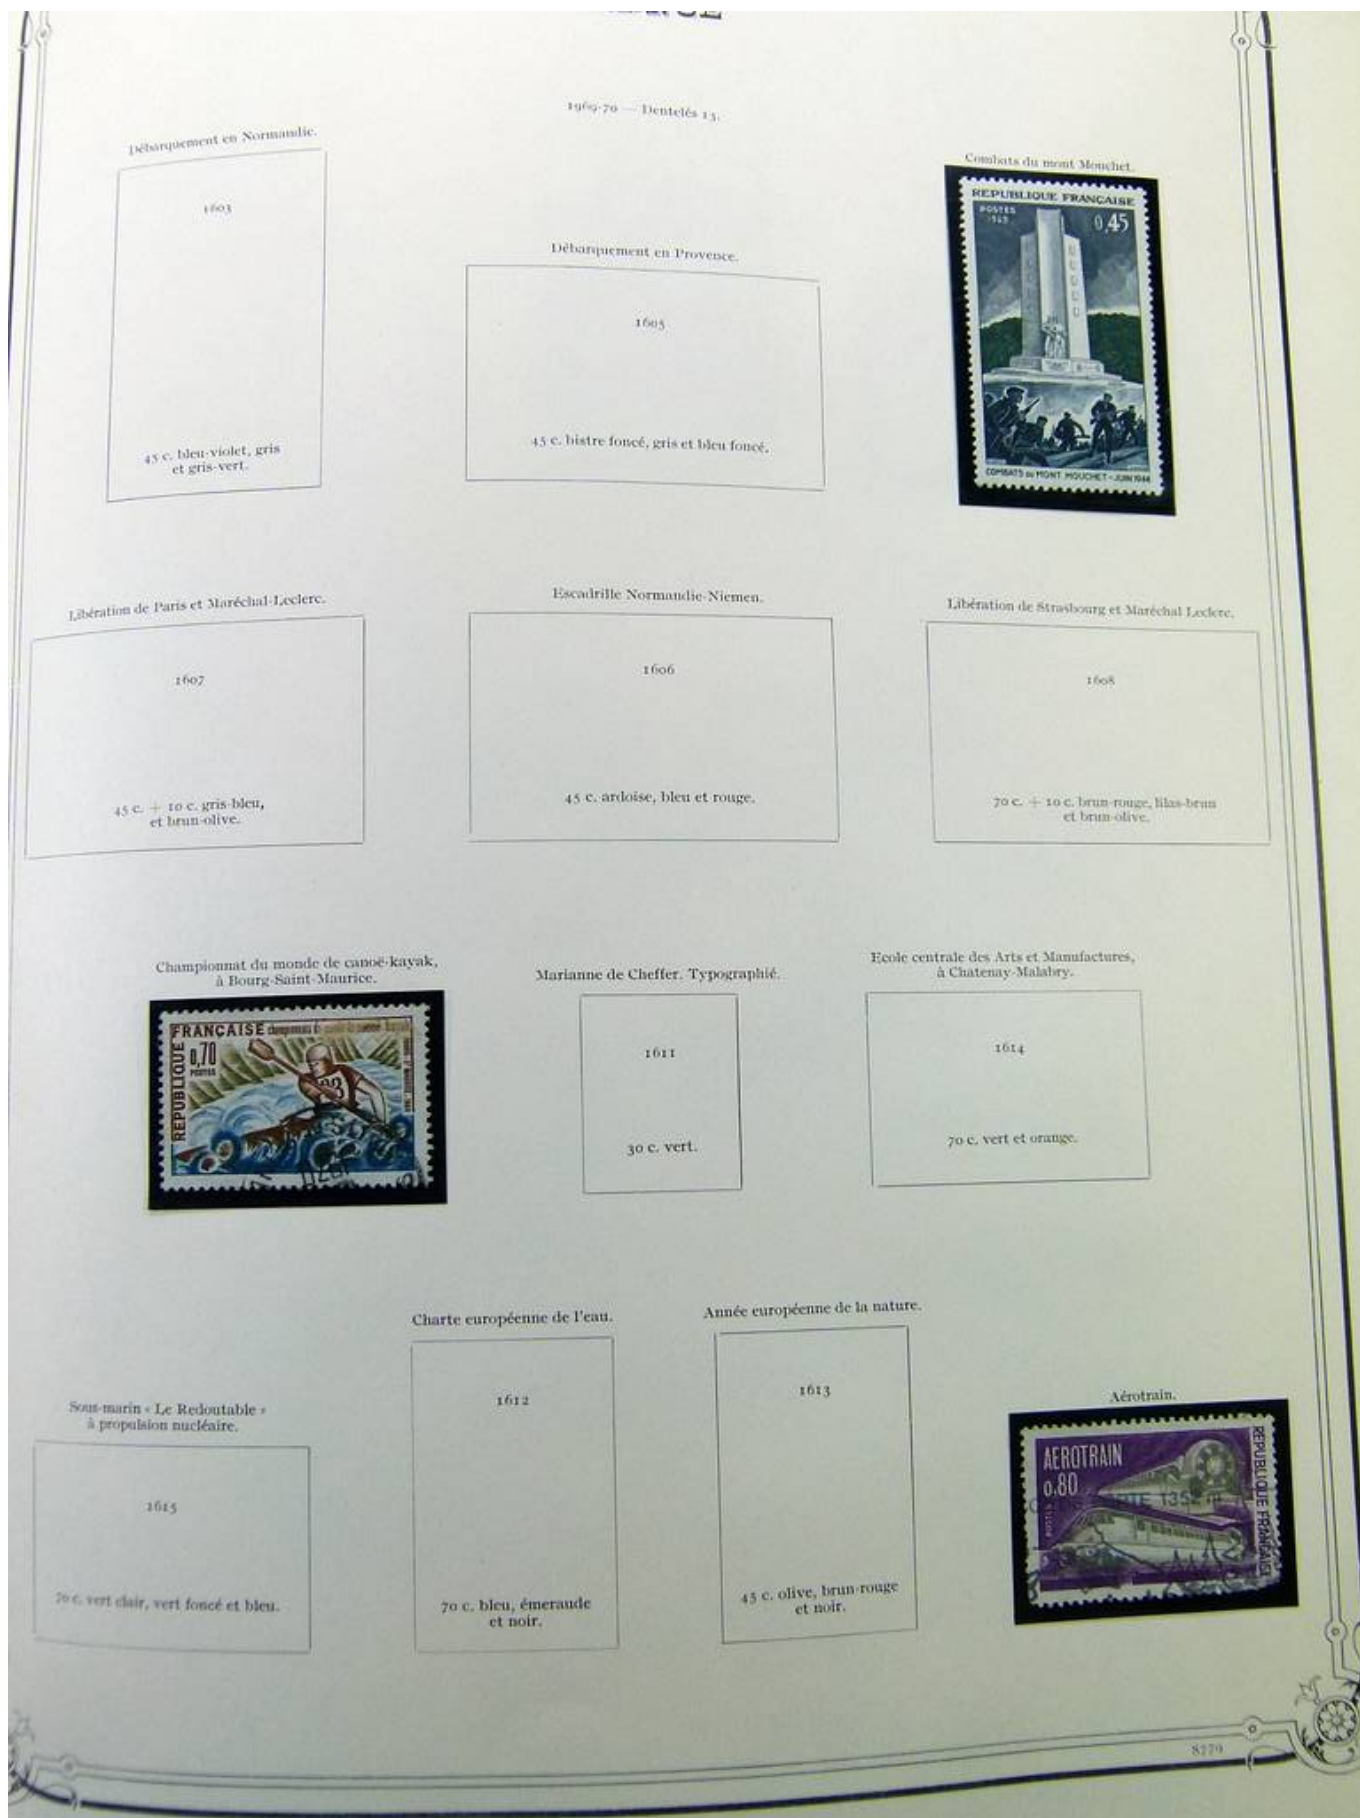 1969-70 — Dentelés 13.
Débarquement en Normandie.
1603
45 c. bleu-violet, gris
et gris-vert.
Débarquement en Provence.
1605
45 c. bistre foncé, gris et bleu foncé.
Combats du mont Mouchet.
REPUBLIQUE FRANÇAISE
POSTES
1969
0,45
COMBATS DU MONT MOUCHET - JUIN 1944
Libération de Paris et Maréchal-Leclerc.
1607
45 c. + 10 c. gris-bleu,
et brun-olive.
Escadrille Normandie-Niemen.
1606
45 c. ardoise, bleu et rouge.
Libération de Strasbourg et Maréchal Leclerc.
1608
70 c. + 10 c. brun-rouge, lilas-brun
et brun-olive.
Championnat du monde de canoë-kayak,
à Bourg-Saint-Maurice.
REPUBLIQUE
FRANÇAISE
0,70
POSTES
Marianne de Cheffer. Typographié.
1611
30 c. vert.
Ecole centrale des Arts et Manufactures,
à Chatenay-Malabry.
1614
70 c. vert et orange.
Sous-marin « Le Redoutable »
à propulsion nucléaire.
1615
70 c. vert clair, vert foncé et bleu.
Charte européenne de l'eau.
1612
70 c. bleu, émeraude
et noir.
Année européenne de la nature.
1613
45 c. olive, brun-rouge
et noir.
Aérotrain.
AEROTRAIN
0,80
POSTES
REPUBLIQUE FRANÇAISE
1352 m
8779